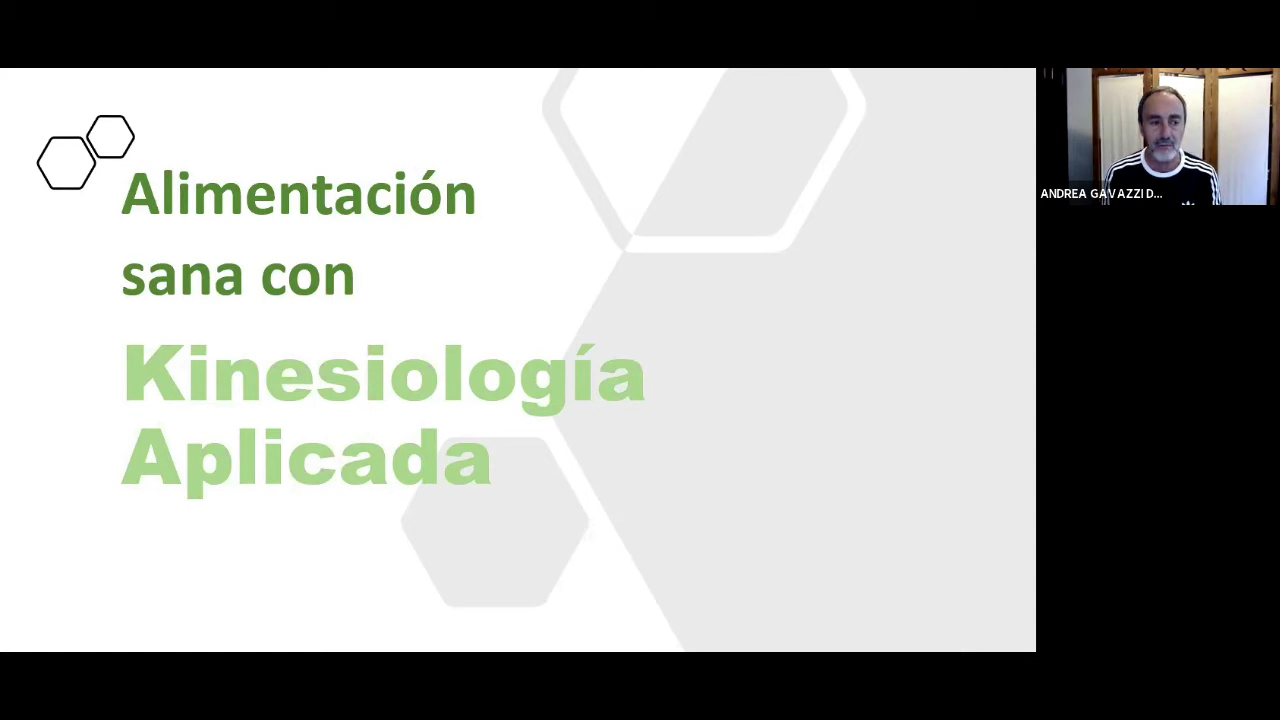 Alimentación
sana con
Kinesiología
Aplicada
ANDREA GAVAZZI D...